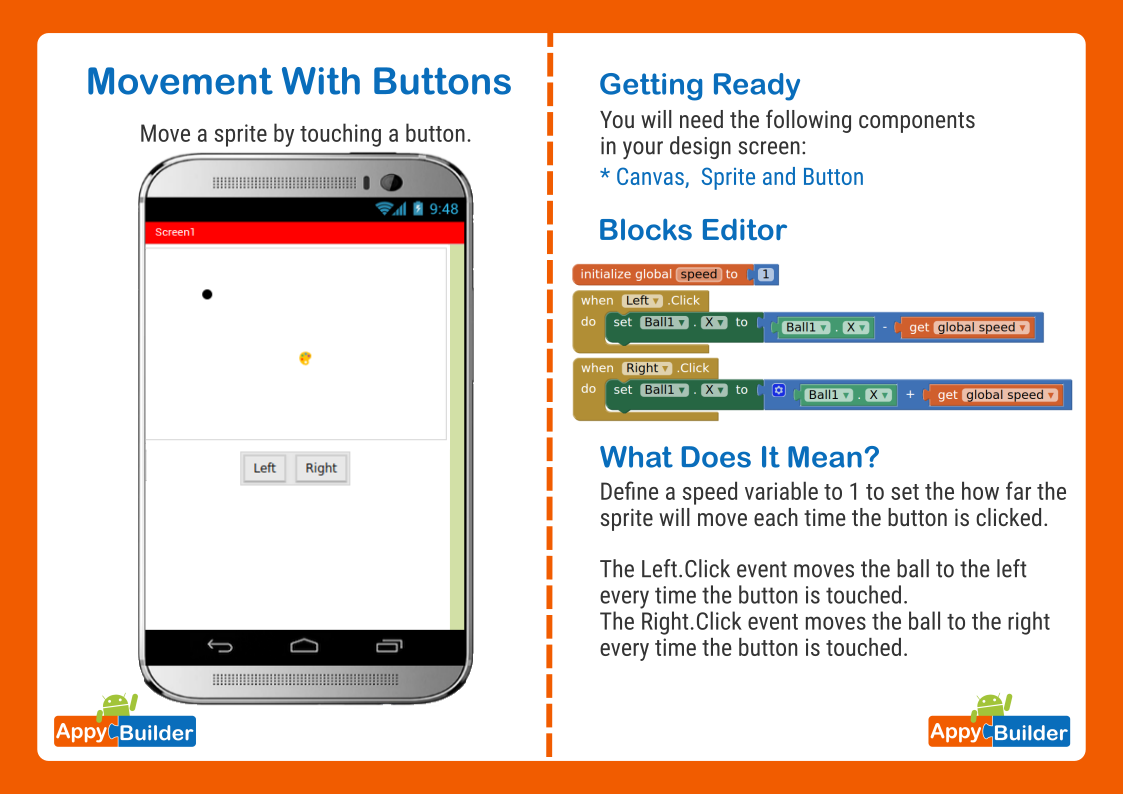 Movement With Buttons
Move a sprite by touching a button.
9:48
Screen1
Left Right
Appy Builder
Getting Ready
You will need the following components
in your design screen:
* Canvas, Sprite and Button
Blocks Editor
initialize global speed to 1
when Left .Click
do set Ball1 . X to Ball1 . X - get global speed
when Right .Click
do set Ball1 . X to Ball1 . X + get global speed
What Does It Mean?
Define a speed variable to 1 to set the how far the
sprite will move each time the button is clicked.
The Left.Click event moves the ball to the left
every time the button is touched.
The Right.Click event moves the ball to the right
every time the button is touched.
Appy Builder